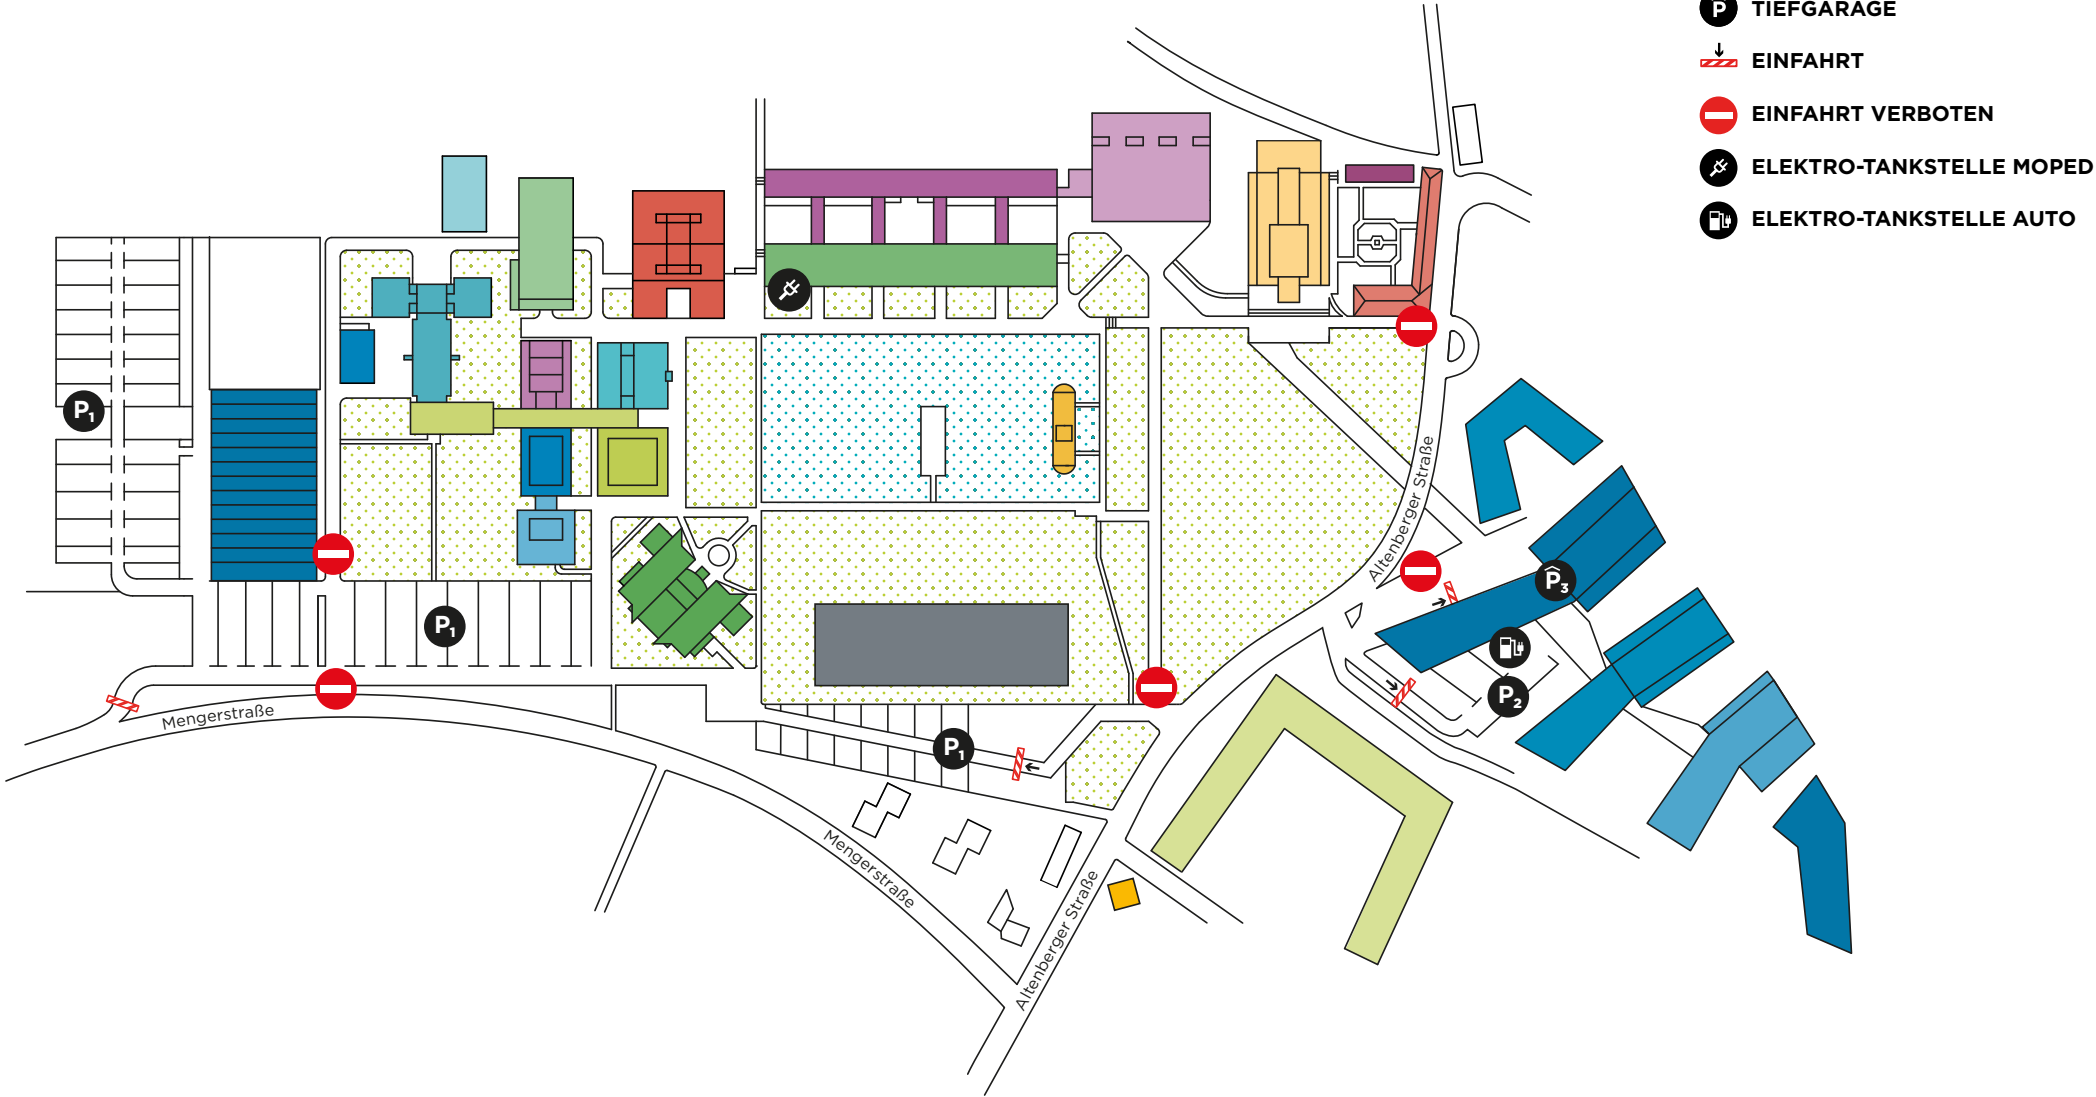 P TIEFGARAGE
EINFAHRT
EINFAHRT VERBOTEN
ELEKTRO-TANKSTELLE MOPED
ELEKTRO-TANKSTELLE AUTO
P1
Altenberger Straße
P3
P1
P2
Mengerstraße
P1
Mengerstraße
Altenberger Straße